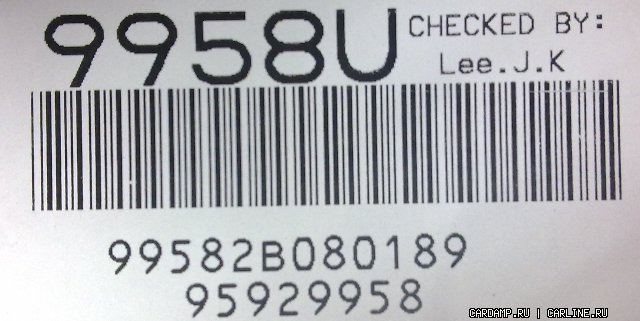 9958U
CHECKED BY:
Lee.J.K
99582B080189
95929958
CARDAMP.RU | CARLINE.RU